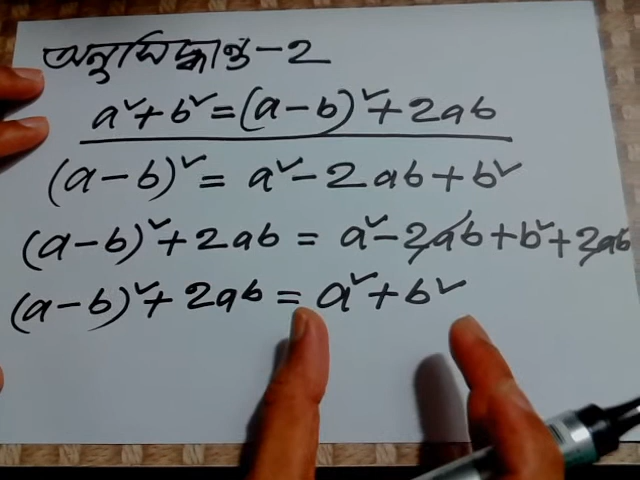 অনুসিদ্ধান্ত-2
a²+b²=(a-b)²+2ab
(a-b)²= a²-2ab+b²
(a-b)²+2ab = a²-2ab+b²+2ab
(a-b)²+2ab = a²+b²